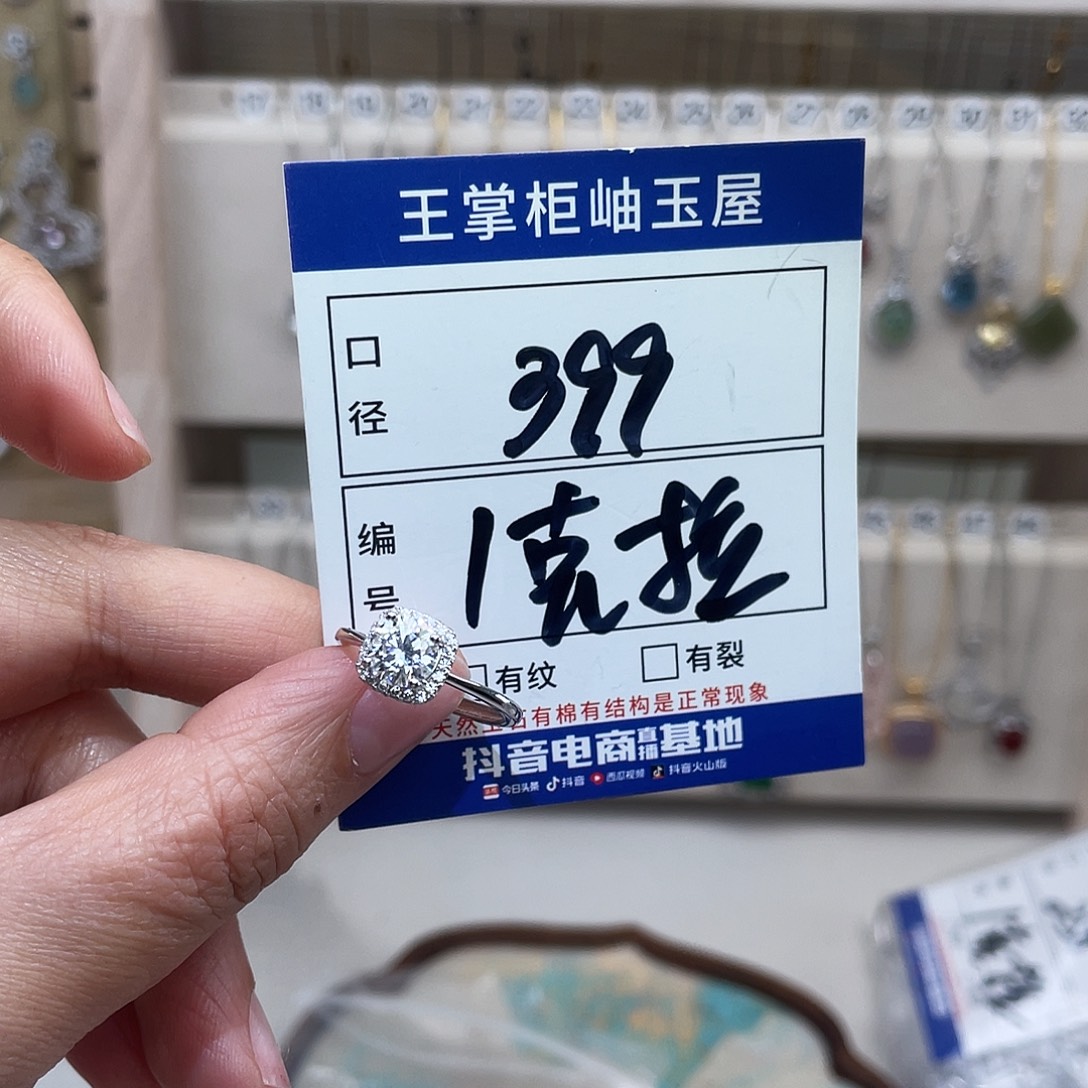 王掌柜岫玉屋
口径
399
编号
1克拉
有纹
有裂
天然玉石有棉有结构是正常现象
抖音电商直播基地
今日头条 抖音 西瓜视频 抖音火山版